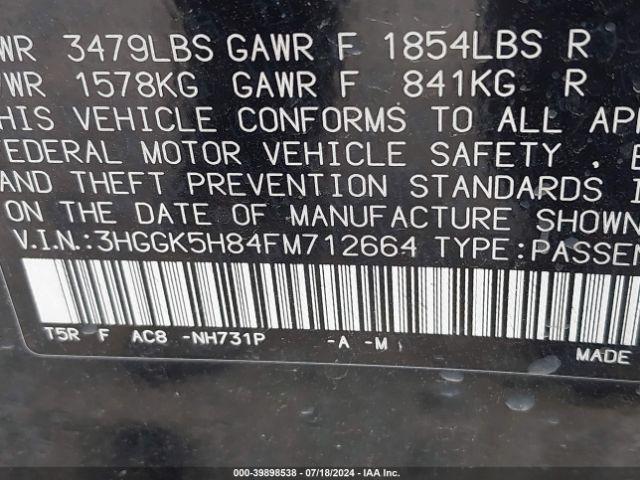 WR 3479LBS GAWR F 1854LBS R
WR 1578KG GAWR F 841KG R
HIS VEHICLE CONFORMS TO ALL AP
FEDERAL MOTOR VEHICLE SAFETY, B
AND THEFT PREVENTION STANDARDS I
ON THE DATE OF MANUFACTURE SHOWN
V.I.N.:3HGGK5H84FM712664 TYPE:PASSEN
T5R F AC8 -NH731P -A -M
MADE
000-39898538 - 07/18/2024 - IAA Inc.